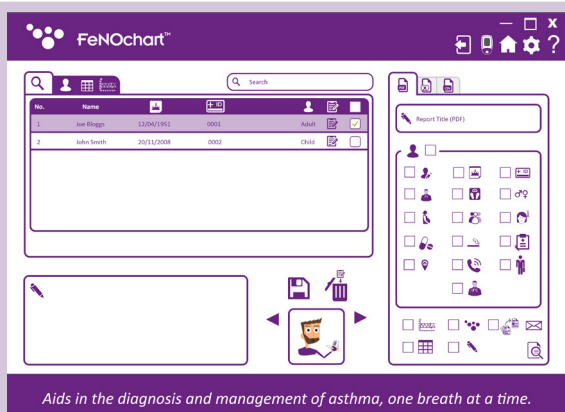 FeNOchart™
Search
No. Name ID
1 Joe Bloggs 12/04/1951 0001 Adult
2 John Smith 20/11/2008 0002 Child
Report Title (PDF)
Aids in the diagnosis and management of asthma, one breath at a time.